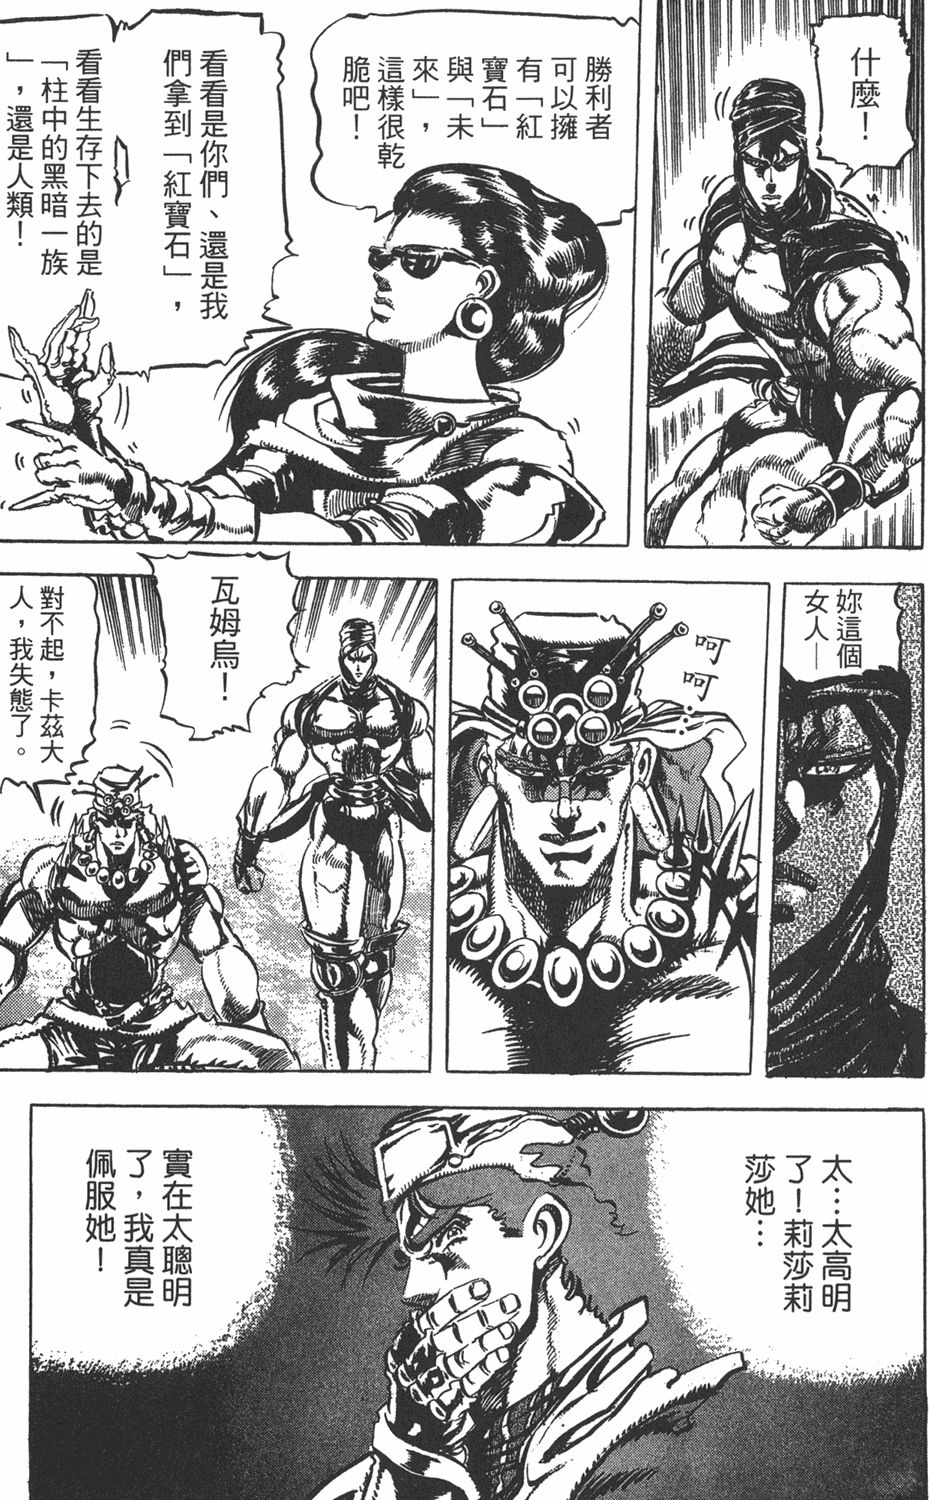 什麼！
勝利者
可以擁
有「紅
寶石」
與「未
來」，
這樣很乾
脆吧！
看看是你們、還是我
們拿到「紅寶石」，
看看生存下去的是
「柱中的黑暗一族
」，還是人類！
妳這個
女人—
呵呵…
瓦姆烏！
對不起，卡茲大
人，我失態了。
太…太高明
了！莉莎莉
莎她…
實在太聰明
了，我真是
佩服她！